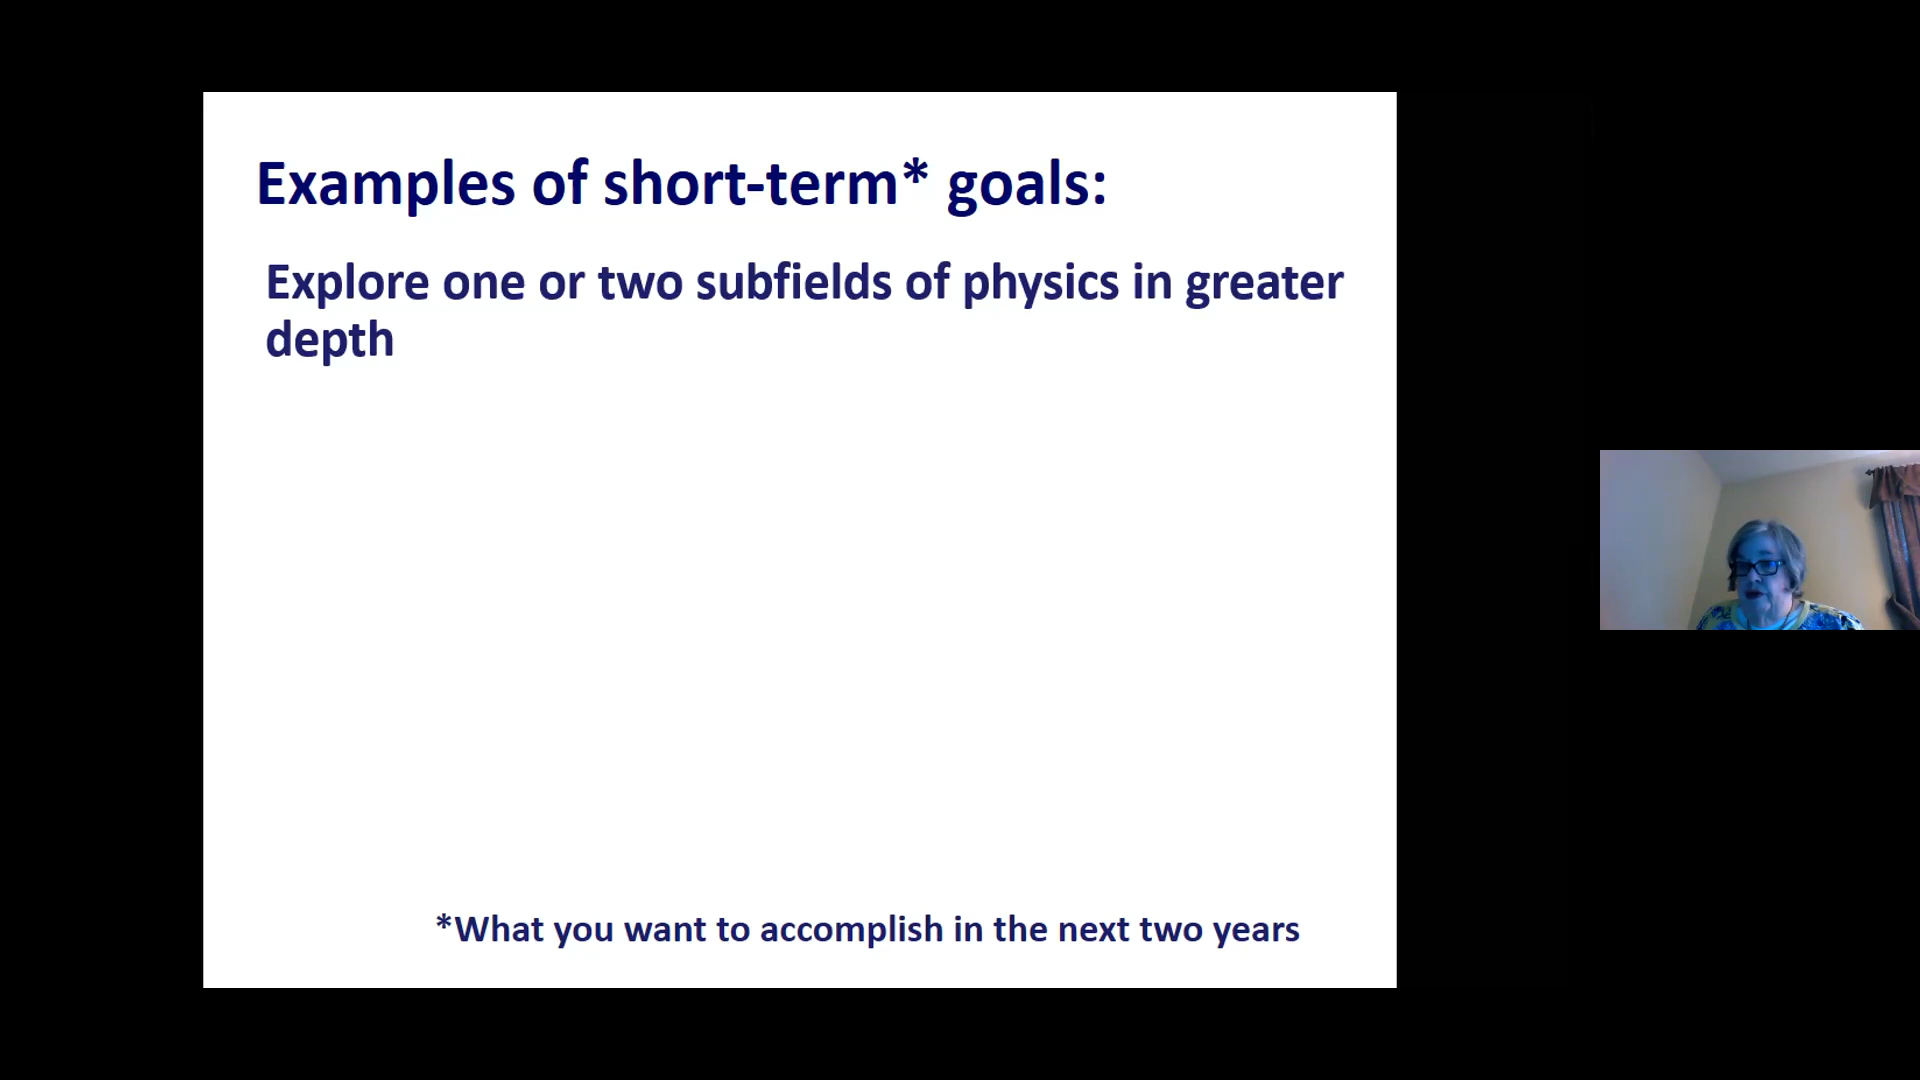 Examples of short-term* goals:
Explore one or two subfields of physics in greater
depth
*What you want to accomplish in the next two years